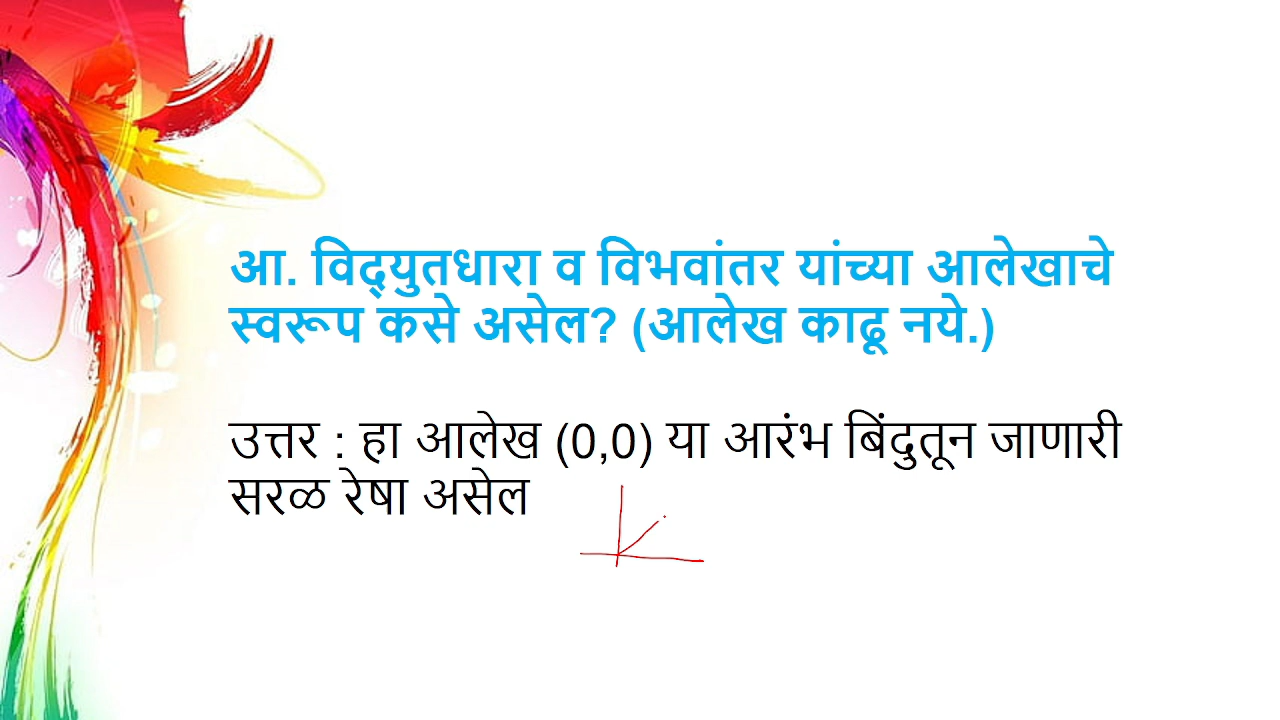 आ. विद्युतधारा व विभवांतर यांच्या आलेखाचे
स्वरूप कसे असेल? (आलेख काढू नये.)
उत्तर : हा आलेख (0,0) या आरंभ बिंदुतून जाणारी
सरळ रेषा असेल